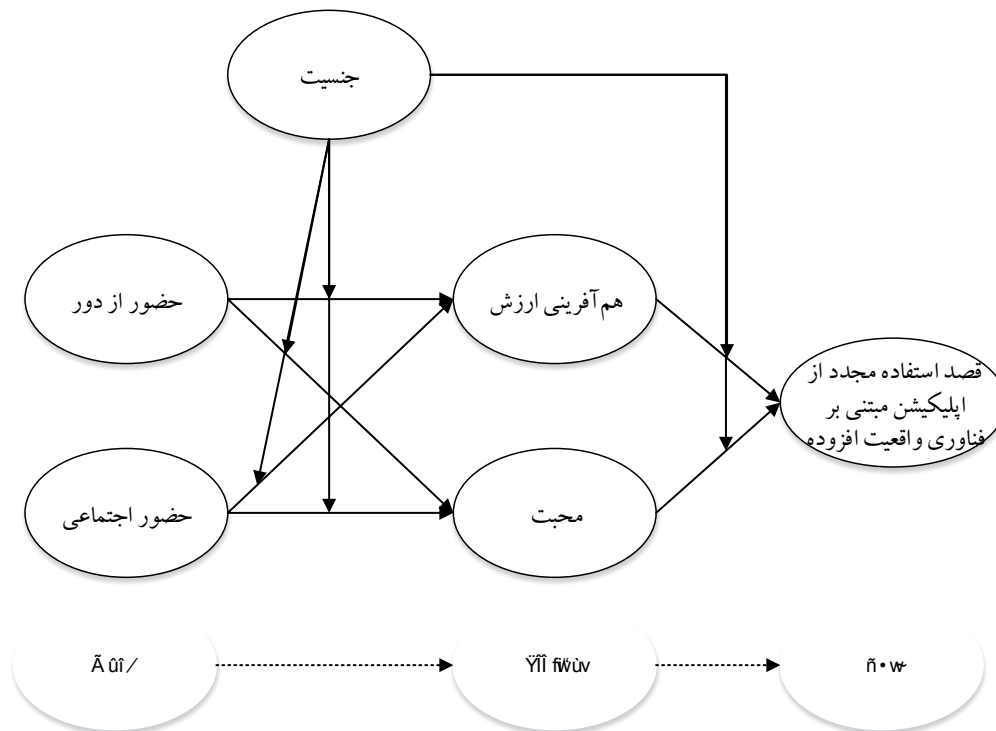 جنسیت
حضور از دور
هم‌آفرینی ارزش
قصد استفاده مجدد از
اپلیکیشن مبتنی بر
فناوری واقعیت افزوده
حضور اجتماعی
محبت